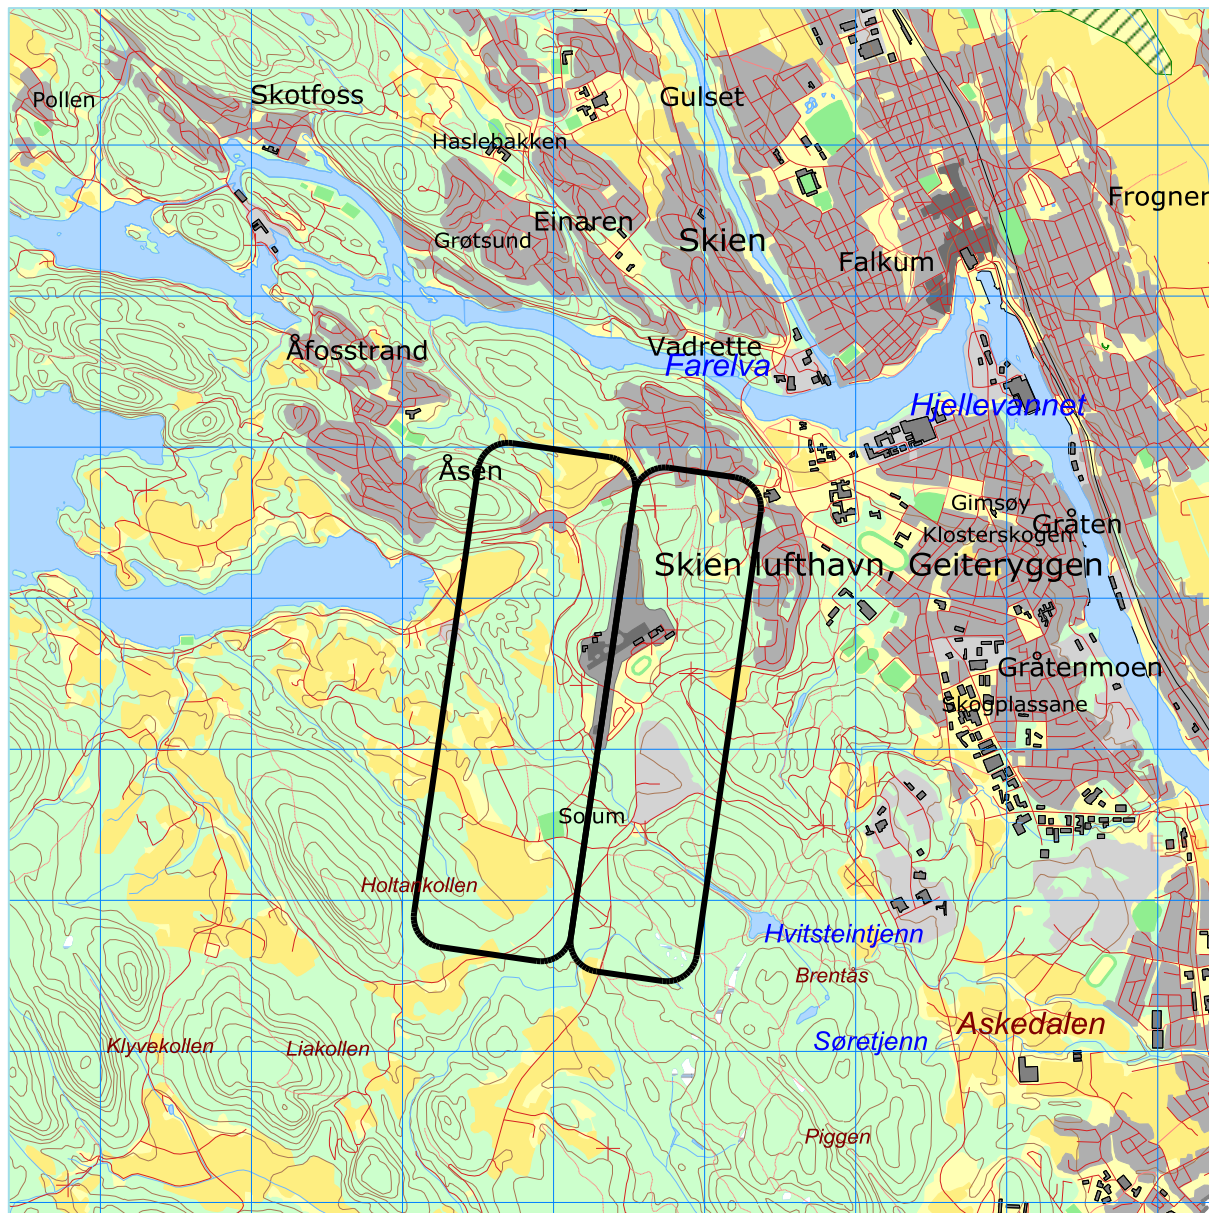 Pollen
Skotfoss
Gulset
Haslebakken
Frogner
Einaren
Grøtsund
Skien
Falkum
Åfosstrand
Vadrette
Farelva
Hjellevannet
Åsen
Gimsøy
Gråten
Klosterskogen
Skien lufthavn, Geiteryggen
Gråtenmoen
Skogplassane
Solum
Holtankollen
Hvitsteintjenn
Brentås
Askedalen
Søretjenn
Klyvekollen
Liakollen
Piggen